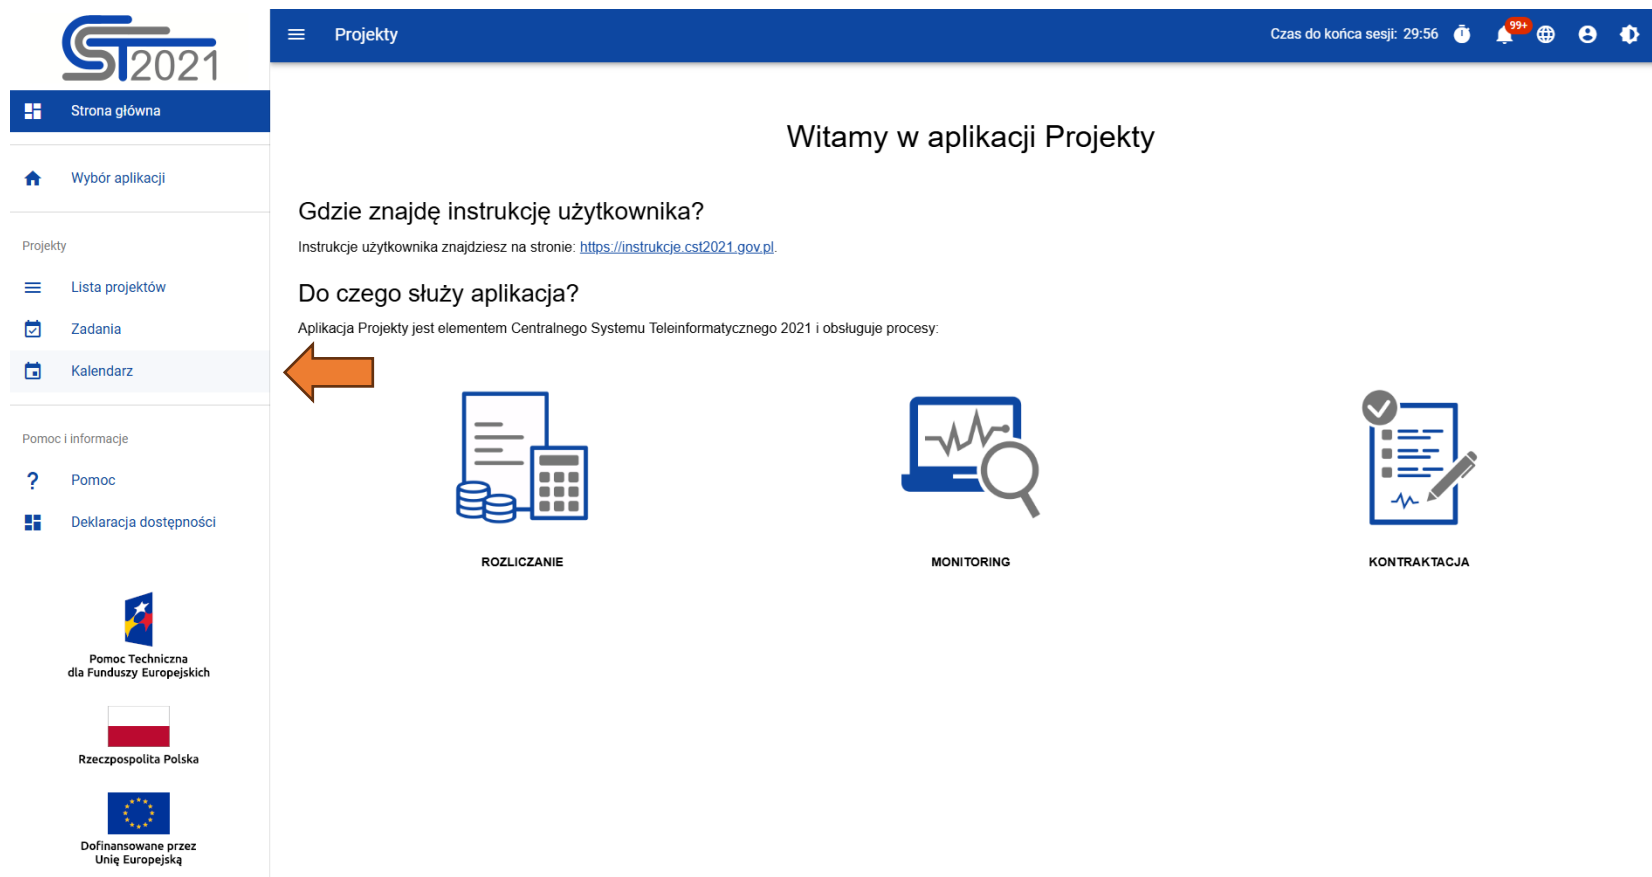 CST2021
Projekty
Czas do końca sesji: 29:56
99+
Strona główna
Wybór aplikacji
Projekty
Lista projektów
Zadania
Kalendarz
Pomoc i informacje
?
Pomoc
Deklaracja dostępności
Pomoc Techniczna
dla Funduszy Europejskich
Rzeczpospolita Polska
Dofinansowane przez
Unię Europejską
Witamy w aplikacji Projekty
Gdzie znajdę instrukcję użytkownika?
Instrukcje użytkownika znajdziesz na stronie: https://instrukcje.cst2021.gov.pl.
Do czego służy aplikacja?
Aplikacja Projekty jest elementem Centralnego Systemu Teleinformatycznego 2021 i obsługuje procesy:
ROZLICZANIE
MONITORING
KONTRAKTACJA